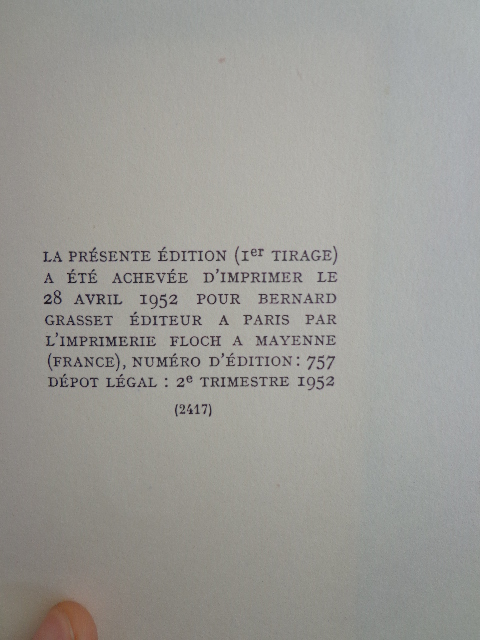 LA PRÉSENTE ÉDITION (1er TIRAGE)
A ÉTÉ ACHEVÉE D'IMPRIMER LE
28 AVRIL 1952 POUR BERNARD
GRASSET ÉDITEUR A PARIS PAR
L'IMPRIMERIE FLOCH A MAYENNE
(FRANCE), NUMÉRO D'ÉDITION: 757
DÉPOT LÉGAL : 2e TRIMESTRE 1952
(2417)